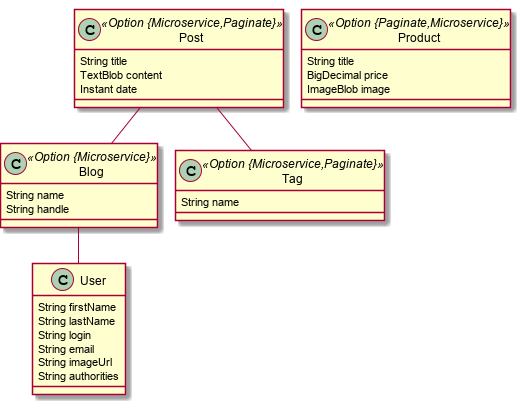 C «Option {Microservice,Paginate}»
Post
String title
TextBlob content
Instant date
C «Option {Paginate,Microservice}»
Product
String title
BigDecimal price
ImageBlob image
C «Option {Microservice}»
Blog
String name
String handle
C «Option {Microservice,Paginate}»
Tag
String name
C User
String firstName
String lastName
String login
String email
String imageUrl
String authorities